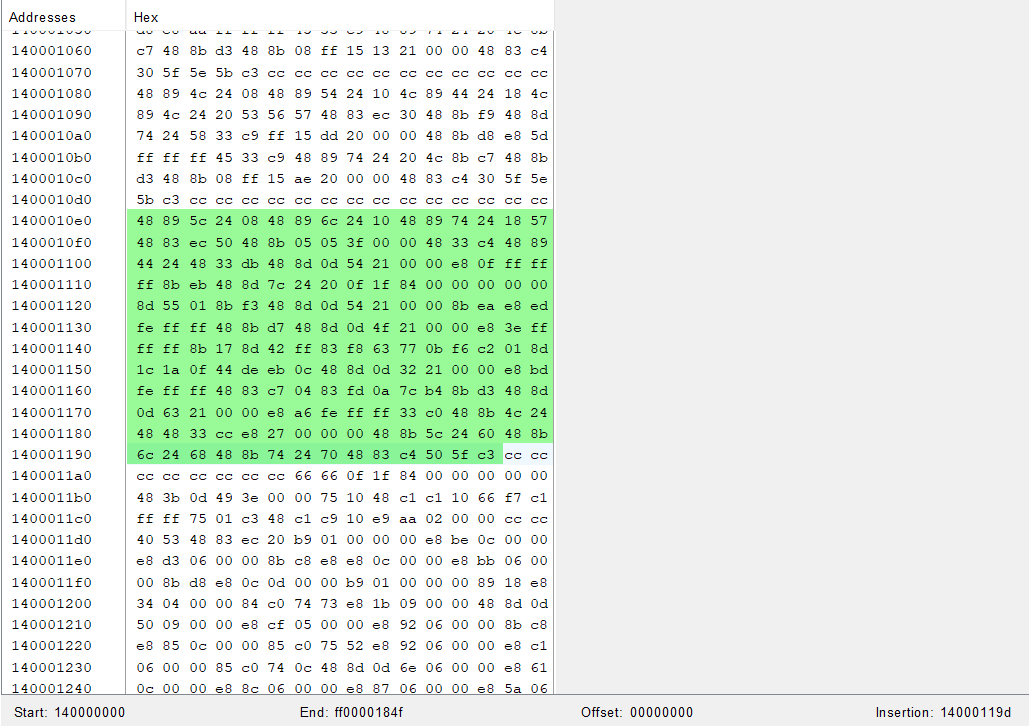 Addresses Hex
140001060 c7 48 8b d3 48 8b 08 ff 15 13 21 00 00 48 83 c4
140001070 30 5f 5e 5b c3 cc cc cc cc cc cc cc cc cc cc cc
140001080 48 89 4c 24 08 48 89 54 24 10 4c 89 44 24 18 4c
140001090 89 4c 24 20 53 56 57 48 83 ec 30 48 8b f9 48 8d
1400010a0 74 24 58 33 c9 ff 15 dd 20 00 00 48 8b d8 e8 5d
1400010b0 ff ff ff 45 33 c9 48 89 74 24 20 4c 8b c7 48 8b
1400010c0 d3 48 8b 08 ff 15 ae 20 00 00 48 83 c4 30 5f 5e
1400010d0 5b c3 cc cc cc cc cc cc cc cc cc cc cc cc cc cc
1400010e0 48 89 5c 24 08 48 89 6c 24 10 48 89 74 24 18 57
1400010f0 48 83 ec 50 48 8b 05 05 3f 00 00 48 33 c4 48 89
140001100 44 24 48 33 db 48 8d 0d 54 21 00 00 e8 0f ff ff
140001110 ff 8b eb 48 8d 7c 24 20 0f 1f 84 00 00 00 00 00
140001120 8d 55 01 8b f3 48 8d 0d 54 21 00 00 8b ea e8 ed
140001130 fe ff ff 48 8b d7 48 8d 0d 4f 21 00 00 e8 3e ff
140001140 ff ff 8b 17 8d 42 ff 83 f8 63 77 0b f6 c2 01 8d
140001150 1c 1a 0f 44 de eb 0c 48 8d 0d 32 21 00 00 e8 bd
140001160 fe ff ff 48 83 c7 04 83 fd 0a 7c b4 8b d3 48 8d
140001170 0d 63 21 00 00 e8 a6 fe ff ff 33 c0 48 8b 4c 24
140001180 48 48 33 cc e8 27 00 00 00 48 8b 5c 24 60 48 8b
140001190 6c 24 68 48 8b 74 24 70 48 83 c4 50 5f c3 cc cc
1400011a0 cc cc cc cc cc cc 66 66 0f 1f 84 00 00 00 00 00
1400011b0 48 3b 0d 49 3e 00 00 75 10 48 c1 c1 10 66 f7 c1
1400011c0 ff ff 75 01 c3 48 c1 c9 10 e9 aa 02 00 00 cc cc
1400011d0 40 53 48 83 ec 20 b9 01 00 00 00 e8 be 0c 00 00
1400011e0 e8 d3 06 00 00 8b c8 e8 e8 0c 00 00 e8 bb 06 00
1400011f0 00 8b d8 e8 0c 0d 00 00 b9 01 00 00 00 89 18 e8
140001200 34 04 00 00 84 c0 74 73 e8 1b 09 00 00 48 8d 0d
140001210 50 09 00 00 e8 cf 05 00 00 e8 92 06 00 00 8b c8
140001220 e8 85 0c 00 00 85 c0 75 52 e8 92 06 00 00 e8 c1
140001230 06 00 00 85 c0 74 0c 48 8d 0d 6e 06 00 00 e8 61
140001240 0c 00 00 e8 8c 06 00 00 e8 87 06 00 00 e8 5a 06
Start: 140000000 End: ff0000184f Offset: 00000000 Insertion: 14000119d